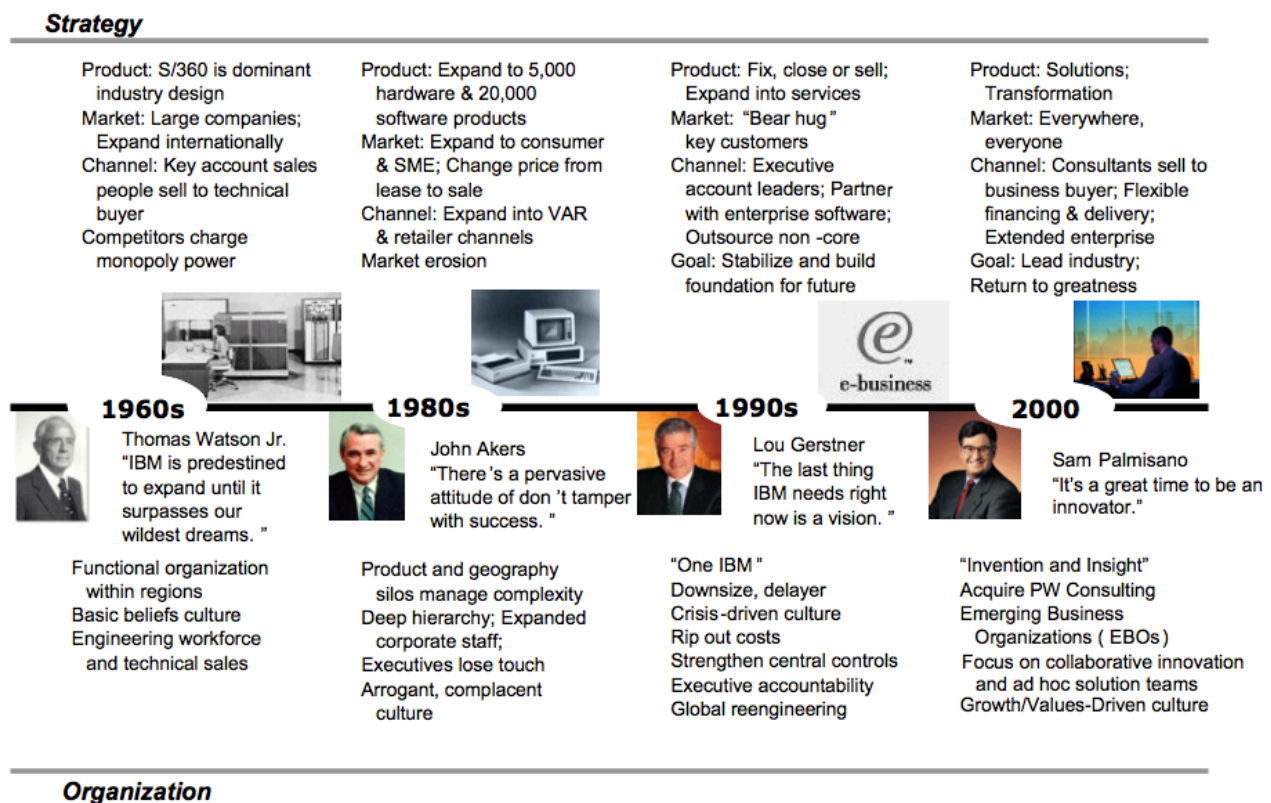 Strategy
Product: S/360 is dominant
industry design
Market: Large companies;
Expand internationally
Channel: Key account sales
people sell to technical
buyer
Competitors charge
monopoly power
Product: Expand to 5,000
hardware & 20,000
software products
Market: Expand to consumer
& SME; Change price from
lease to sale
Channel: Expand into VAR
& retailer channels
Market erosion
Product: Fix, close or sell;
Expand into services
Market: “Bear hug”
key customers
Channel: Executive
account leaders; Partner
with enterprise software;
Outsource non -core
Goal: Stabilize and build
foundation for future
Product: Solutions;
Transformation
Market: Everywhere,
everyone
Channel: Consultants sell to
business buyer; Flexible
financing & delivery;
Extended enterprise
Goal: Lead industry;
Return to greatness
e
™
e-business
1960s
1980s
1990s
2000
Thomas Watson Jr.
“IBM is predestined
to expand until it
surpasses our
wildest dreams. ”
John Akers
“There’s a pervasive
attitude of don ’t tamper
with success. ”
Lou Gerstner
“The last thing
IBM needs right
now is a vision. ”
Sam Palmisano
“It’s a great time to be an
innovator.”
Functional organization
within regions
Basic beliefs culture
Engineering workforce
and technical sales
Product and geography
silos manage complexity
Deep hierarchy; Expanded
corporate staff;
Executives lose touch
Arrogant, complacent
culture
“One IBM ”
Downsize, delayer
Crisis-driven culture
Rip out costs
Strengthen central controls
Executive accountability
Global reengineering
“Invention and Insight”
Acquire PW Consulting
Emerging Business
Organizations ( EBOs )
Focus on collaborative innovation
and ad hoc solution teams
Growth/Values-Driven culture
Organization